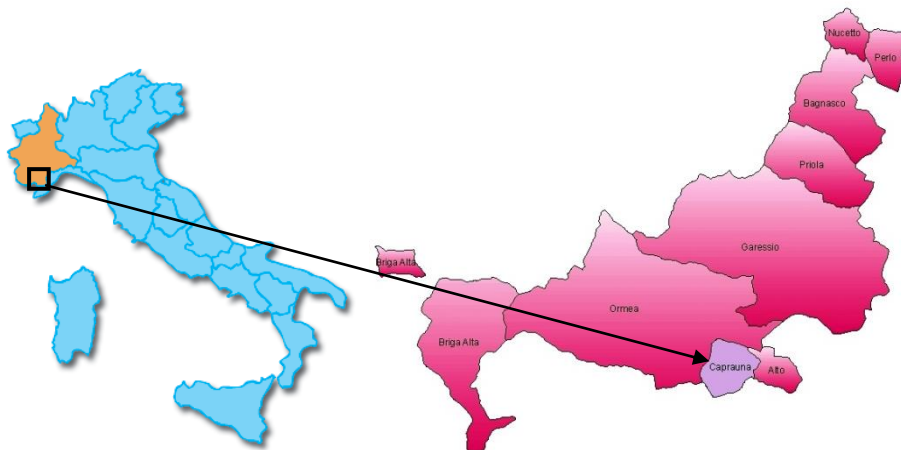 Nucetto
Perlo
Bagnasco
Priola
Garessio
Briga Alta
Ormea
Briga Alta
Caprauna
Alto